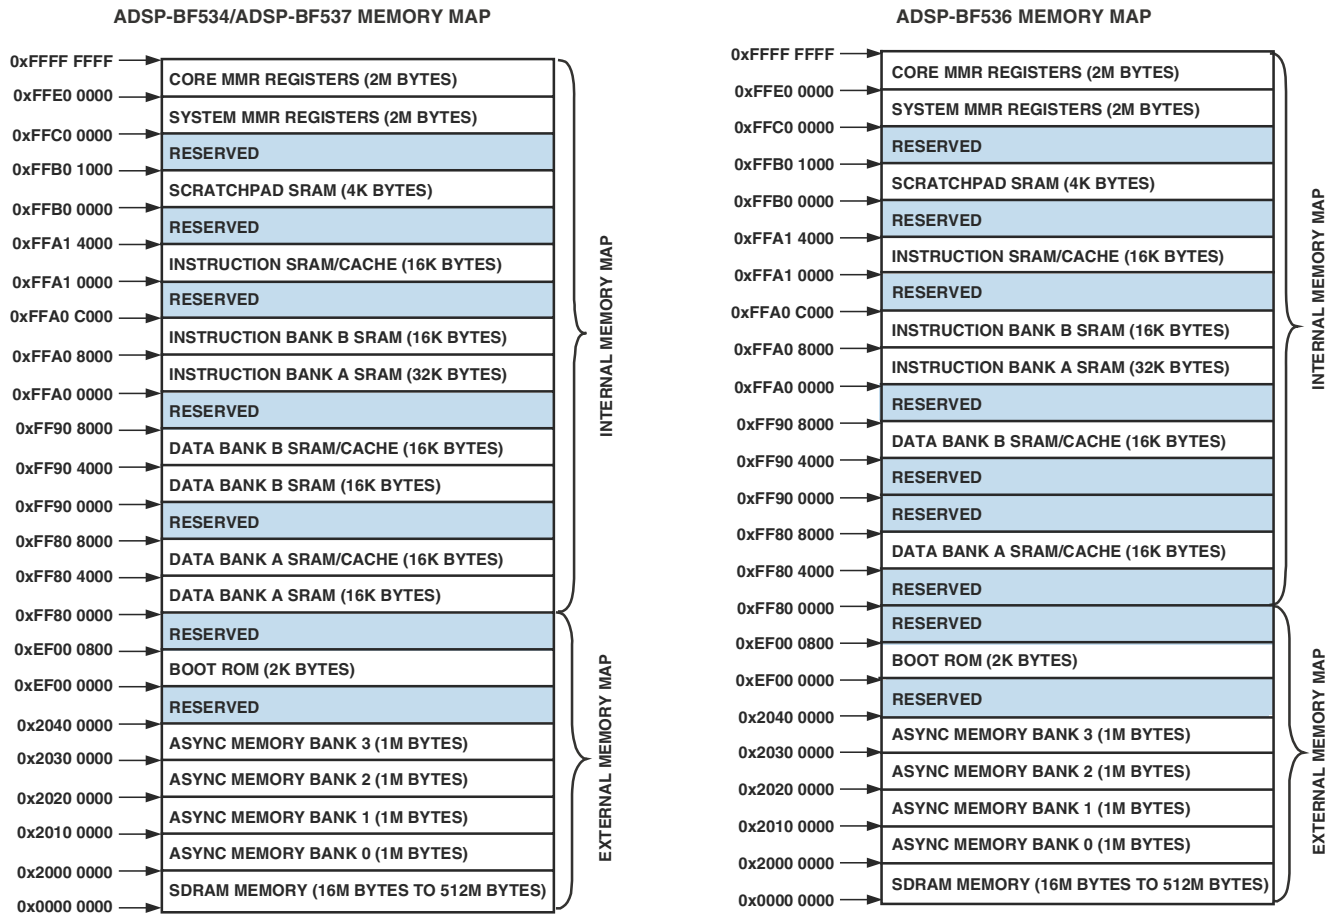 ADSP-BF534/ADSP-BF537 MEMORY MAP
0xFFFF FFFF
CORE MMR REGISTERS (2M BYTES)
0xFFE0 0000
SYSTEM MMR REGISTERS (2M BYTES)
0xFFC0 0000
RESERVED
0xFFB0 1000
SCRATCHPAD SRAM (4K BYTES)
0xFFB0 0000
RESERVED
0xFFA1 4000
INSTRUCTION SRAM/CACHE (16K BYTES)
0xFFA1 0000
RESERVED
0xFFA0 C000
INSTRUCTION BANK B SRAM (16K BYTES)
0xFFA0 8000
INSTRUCTION BANK A SRAM (32K BYTES)
0xFFA0 0000
RESERVED
0xFF90 8000
DATA BANK B SRAM/CACHE (16K BYTES)
0xFF90 4000
DATA BANK B SRAM (16K BYTES)
0xFF90 0000
RESERVED
0xFF80 8000
DATA BANK A SRAM/CACHE (16K BYTES)
0xFF80 4000
DATA BANK A SRAM (16K BYTES)
0xFF80 0000
RESERVED
0xEF00 0800
BOOT ROM (2K BYTES)
0xEF00 0000
RESERVED
0x2040 0000
ASYNC MEMORY BANK 3 (1M BYTES)
0x2030 0000
ASYNC MEMORY BANK 2 (1M BYTES)
0x2020 0000
ASYNC MEMORY BANK 1 (1M BYTES)
0x2010 0000
ASYNC MEMORY BANK 0 (1M BYTES)
0x2000 0000
SDRAM MEMORY (16M BYTES TO 512M BYTES)
0x0000 0000
INTERNAL MEMORY MAP
EXTERNAL MEMORY MAP
ADSP-BF536 MEMORY MAP
0xFFFF FFFF
CORE MMR REGISTERS (2M BYTES)
0xFFE0 0000
SYSTEM MMR REGISTERS (2M BYTES)
0xFFC0 0000
RESERVED
0xFFB0 1000
SCRATCHPAD SRAM (4K BYTES)
0xFFB0 0000
RESERVED
0xFFA1 4000
INSTRUCTION SRAM/CACHE (16K BYTES)
0xFFA1 0000
RESERVED
0xFFA0 C000
INSTRUCTION BANK B SRAM (16K BYTES)
0xFFA0 8000
INSTRUCTION BANK A SRAM (32K BYTES)
0xFFA0 0000
RESERVED
0xFF90 8000
DATA BANK B SRAM/CACHE (16K BYTES)
0xFF90 4000
RESERVED
0xFF90 0000
RESERVED
0xFF80 8000
DATA BANK A SRAM/CACHE (16K BYTES)
0xFF80 4000
RESERVED
0xFF80 0000
RESERVED
0xEF00 0800
BOOT ROM (2K BYTES)
0xEF00 0000
RESERVED
0x2040 0000
ASYNC MEMORY BANK 3 (1M BYTES)
0x2030 0000
ASYNC MEMORY BANK 2 (1M BYTES)
0x2020 0000
ASYNC MEMORY BANK 1 (1M BYTES)
0x2010 0000
ASYNC MEMORY BANK 0 (1M BYTES)
0x2000 0000
SDRAM MEMORY (16M BYTES TO 512M BYTES)
0x0000 0000
INTERNAL MEMORY MAP
EXTERNAL MEMORY MAP